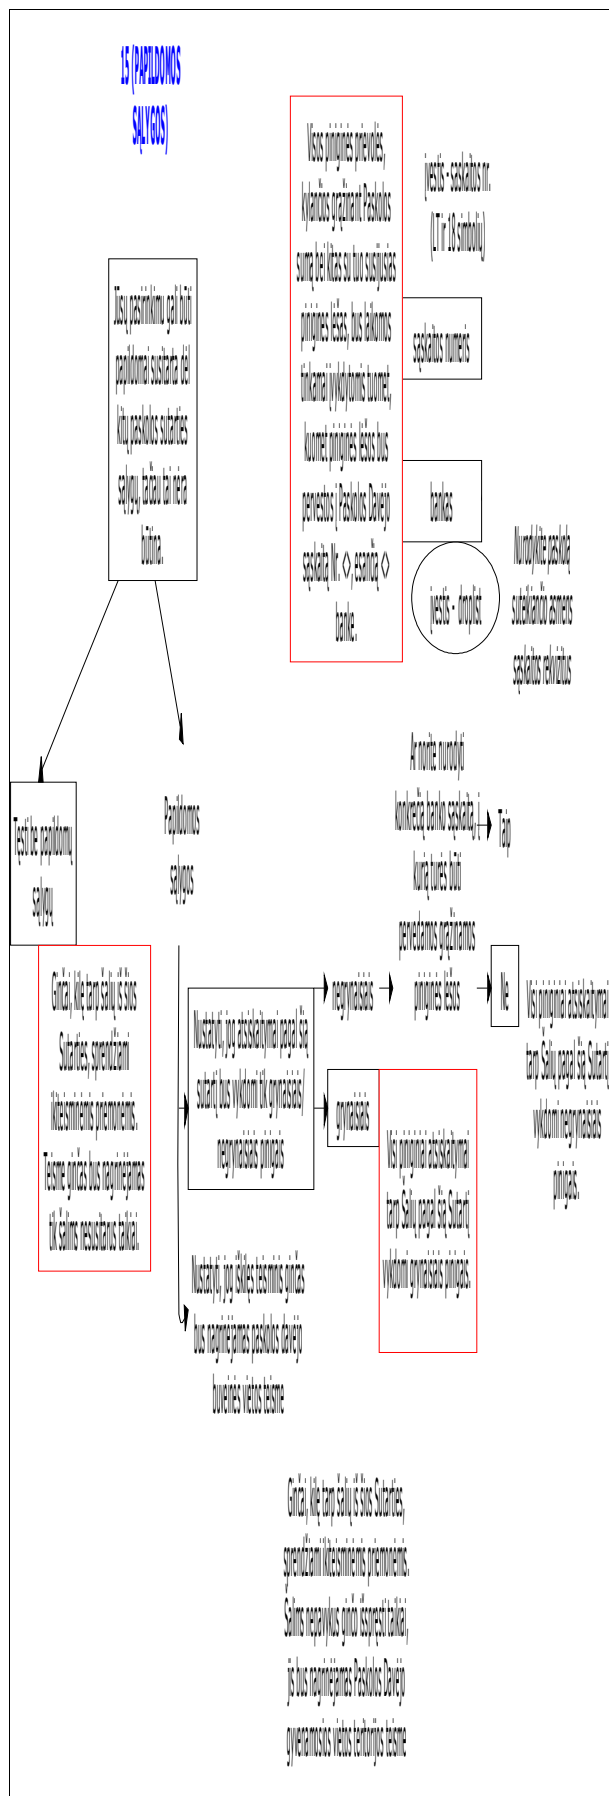 15 (PAPILDOMOS
SĄLYGOS)
Visos piniginės prievolės,
kylančios grąžinant Paskolos
sumą bei kitas su tuo susijusias
pinigines lėšas, bus laikomos
tinkamai įvykdytomis tuomet,
kuomet piniginės lėšos bus
pervestos į Paskolos Davėjo
sąskaitą Nr. <>, esančią <>
banke.
įvestis - sąskaitos nr.
(LT ir 18 simbolių)
sąskaitos numeris
bankas
įvestis - droplist
Nurodykite paskolą
suteikiančio asmens
sąskaitos rekvizitus
Jūsų pasirinkimu gali būti
papildomai susitarta dėl
kitų paskolos sutarties
sąlygų, tačiau tai nėra
būtina.
Tęsti be papildomų
sąlygų
Papildomos
sąlygos
Ar norite nurodyti
konkrečią banko sąskaitą, į
kurią turės būti
pervedamos grąžinamos
piniginės lėšos
Taip
Ne
Ginčai, kilę tarp šalių iš šios
Sutarties, sprendžiami
ikiteisminėmis priemonėmis.
Teisme ginčas bus nagrinėjamas
tik šalims nesusitarus taikiai.
Nustatyti, jog atsiskaitymai pagal šią
sutartį bus vykdomi tik grynaisiais/
negrynaisiais pinigais
negrynaisiais
grynaisiais
Visi piniginiai atsiskaitymai
tarp Šalių pagal šią Sutartį
vykdomi negrynaisiais
pinigais.
Visi piniginiai atsiskaitymai
tarp Šalių pagal šią Sutartį
vykdomi grynaisiais pinigais.
Nustatyti, jog iškilęs teisminis ginčas
bus nagrinėjamas paskolos davėjo
buveinės vietos teisme
Ginčai, kilę tarp šalių iš šios Sutarties,
sprendžiami ikiteisminėmis priemonėmis.
Šalims nepavykus ginčo išspręsti taikiai,
jis bus nagrinėjamas Paskolos Davėjo
gyvenamosios vietos teritorijos teisme